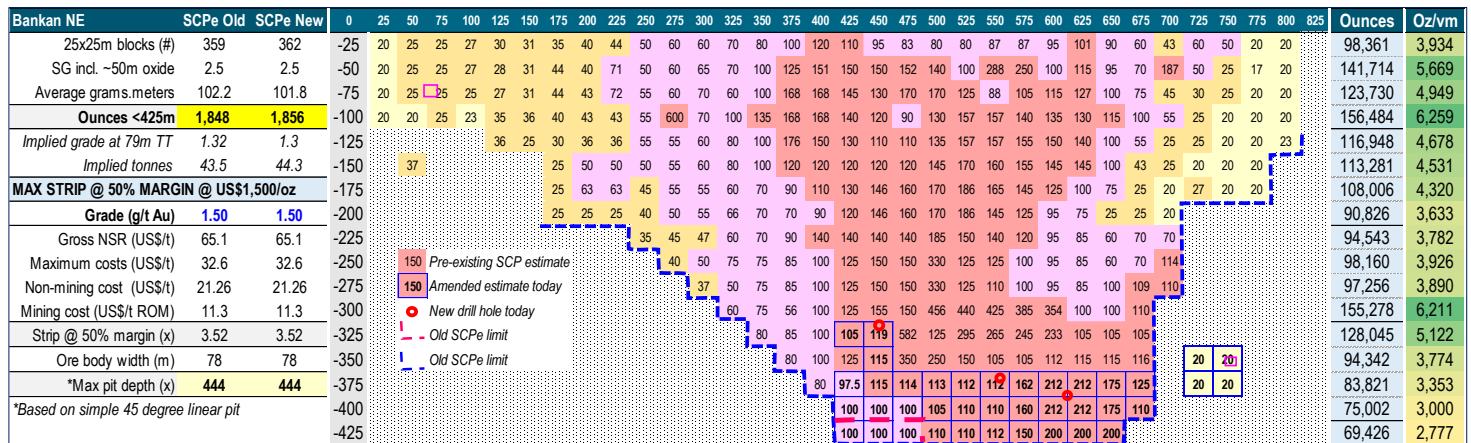 Bankan NE SCPe Old SCPe New 0 25 50 75 100 125 150 175 200 225 250 275 300 325 350 375 400 425 450 475 500 525 550 575 600 625 650 675 700 725 750 775 800 825 Ounces Oz/vm
25x25m blocks (#) 359 362 -25 20 25 25 27 30 31 35 40 44 50 60 60 70 80 100 120 110 95 83 80 80 87 87 95 101 90 60 43 60 50 20 20 98,361 3,934
SG incl. ~50m oxide 2.5 2.5 -50 20 25 25 27 28 31 44 40 71 50 60 65 70 100 125 151 150 150 152 140 100 288 250 100 115 95 70 187 50 25 17 20 141,714 5,669
Average grams.meters 102.2 101.8 -75 20 25 25 25 27 31 44 43 72 55 60 60 70 100 168 168 145 130 170 170 125 88 105 115 127 100 75 45 30 25 20 20 123,730 4,949
Ounces <425m 1,848 1,856 -100 20 20 25 23 35 36 40 43 43 55 600 70 100 135 168 168 140 120 90 130 157 157 140 135 130 115 100 55 25 20 20 20 156,484 6,259
Implied grade at 79m TT 1.32 1.3 -125 36 25 30 36 36 55 55 60 80 100 176 150 130 110 110 135 157 157 155 150 140 100 55 25 25 20 20 23 116,948 4,678
Implied tonnes 43.5 44.3 -150 37 25 50 50 50 55 60 80 100 120 120 120 120 145 170 160 155 145 145 100 43 25 20 20 20 113,281 4,531
MAX STRIP @ 50% MARGIN @ US$1,500/oz -175 25 63 63 45 55 55 60 70 90 110 130 146 160 170 186 165 145 125 100 75 25 20 27 20 20 108,006 4,320
Grade (g/t Au) 1.50 1.50 -200 25 25 25 40 50 55 66 70 70 90 120 146 160 170 186 145 125 95 75 25 25 20 90,826 3,633
Gross NSR (US$/t) 65.1 65.1 -225 35 45 47 60 70 90 140 140 140 140 185 150 140 120 95 85 60 70 70 94,543 3,782
Maximum costs (US$/t) 32.6 32.6 -250 150 Pre-existing SCP estimate 40 50 75 75 85 100 125 150 150 330 125 125 100 95 85 60 70 114 98,160 3,926
Non-mining cost (US$/t) 21.26 21.26 -275 150 Amended estimate today 37 50 75 85 100 125 150 150 330 125 110 100 95 85 100 109 110 97,256 3,890
Mining cost (US$/t ROM) 11.3 11.3 -300 New drill hole today 60 75 56 100 125 155 150 456 440 425 385 354 100 100 110 155,278 6,211
Strip @ 50% margin (x) 3.52 3.52 -325 Old SCPe limit 80 85 100 105 119 582 125 295 265 245 233 105 105 105 128,045 5,122
Ore body width (m) 78 78 -350 Old SCPe limit 80 100 125 115 350 250 150 105 105 112 115 115 116 20 20 94,342 3,774
*Max pit depth (x) 444 444 -375 80 97.5 115 114 113 112 112 162 212 212 175 125 20 20 83,821 3,353
*Based on simple 45 degree linear pit -400 100 100 100 105 110 110 160 212 212 175 110 75,002 3,000
-425 100 100 100 110 110 112 150 200 200 200 69,426 2,777